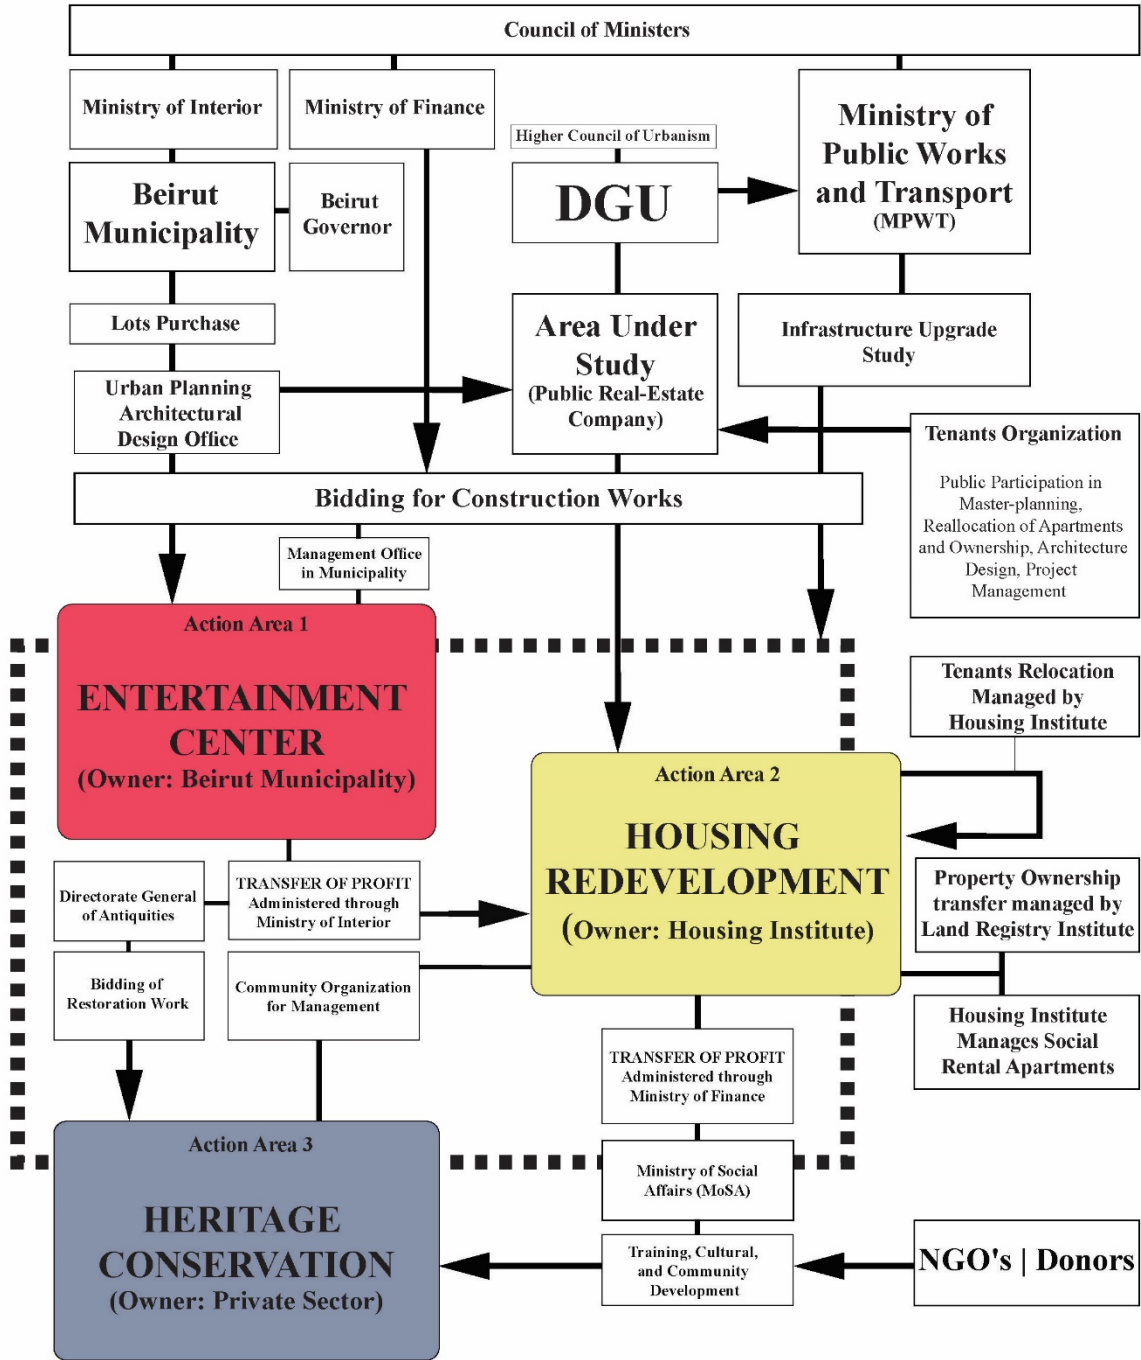 Council of Ministers
Ministry of Interior
Ministry of Finance
Higher Council of Urbanism
Ministry of
Public Works
and Transport
(MPWT)
Beirut
Municipality
Beirut
Governor
DGU
Lots Purchase
Area Under
Study
(Public Real-Estate
Company)
Infrastructure Upgrade
Study
Urban Planning
Architectural
Design Office
Tenants Organization
Public Participation in
Master-planning,
Reallocation of Apartments
and Ownership, Architecture
Design, Project
Management
Bidding for Construction Works
Management Office
in Municipality
Action Area 1
ENTERTAINMENT
CENTER
(Owner: Beirut Municipality)
Tenants Relocation
Managed by
Housing Institute
Action Area 2
HOUSING
REDEVELOPMENT
(Owner: Housing Institute)
Directorate General
of Antiquities
TRANSFER OF PROFIT
Administered through
Ministry of Interior
Property Ownership
transfer managed by
Land Registry Institute
Bidding of
Restoration Work
Community Organization
for Management
Housing Institute
Manages Social
Rental Apartments
TRANSFER OF PROFIT
Administered through
Ministry of Finance
Action Area 3
HERITAGE
CONSERVATION
(Owner: Private Sector)
Ministry of Social
Affairs (MoSA)
Training, Cultural,
and Community
Development
NGO's | Donors